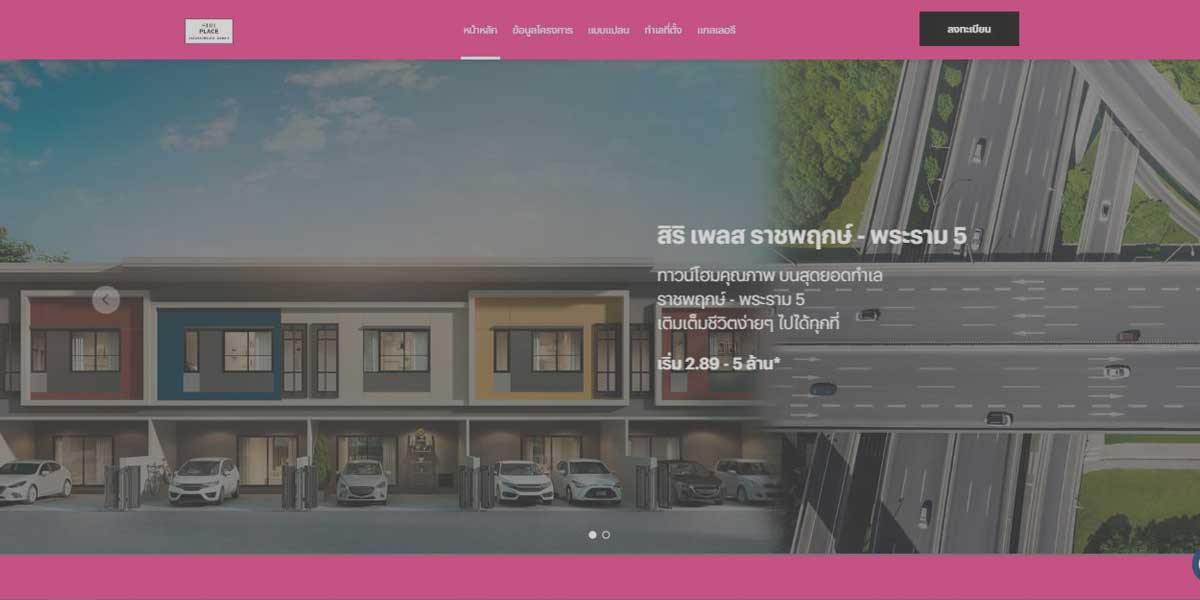 SIRI
PLACE
หน้าหลัก
ข้อมูลโครงการ
แบบแปลน
ทำเลที่ตั้ง
แกลเลอรี
ลงทะเบียน
สิริ เพลส ราชพฤกษ์ - พระราม 5
ทาวน์โฮมคุณภาพ บนสุดยอดทำเล
ราชพฤกษ์ - พระราม 5
เติมเต็มชีวิตง่ายๆ ไปได้ทุกที่
เริ่ม 2.89 - 5 ล้าน*